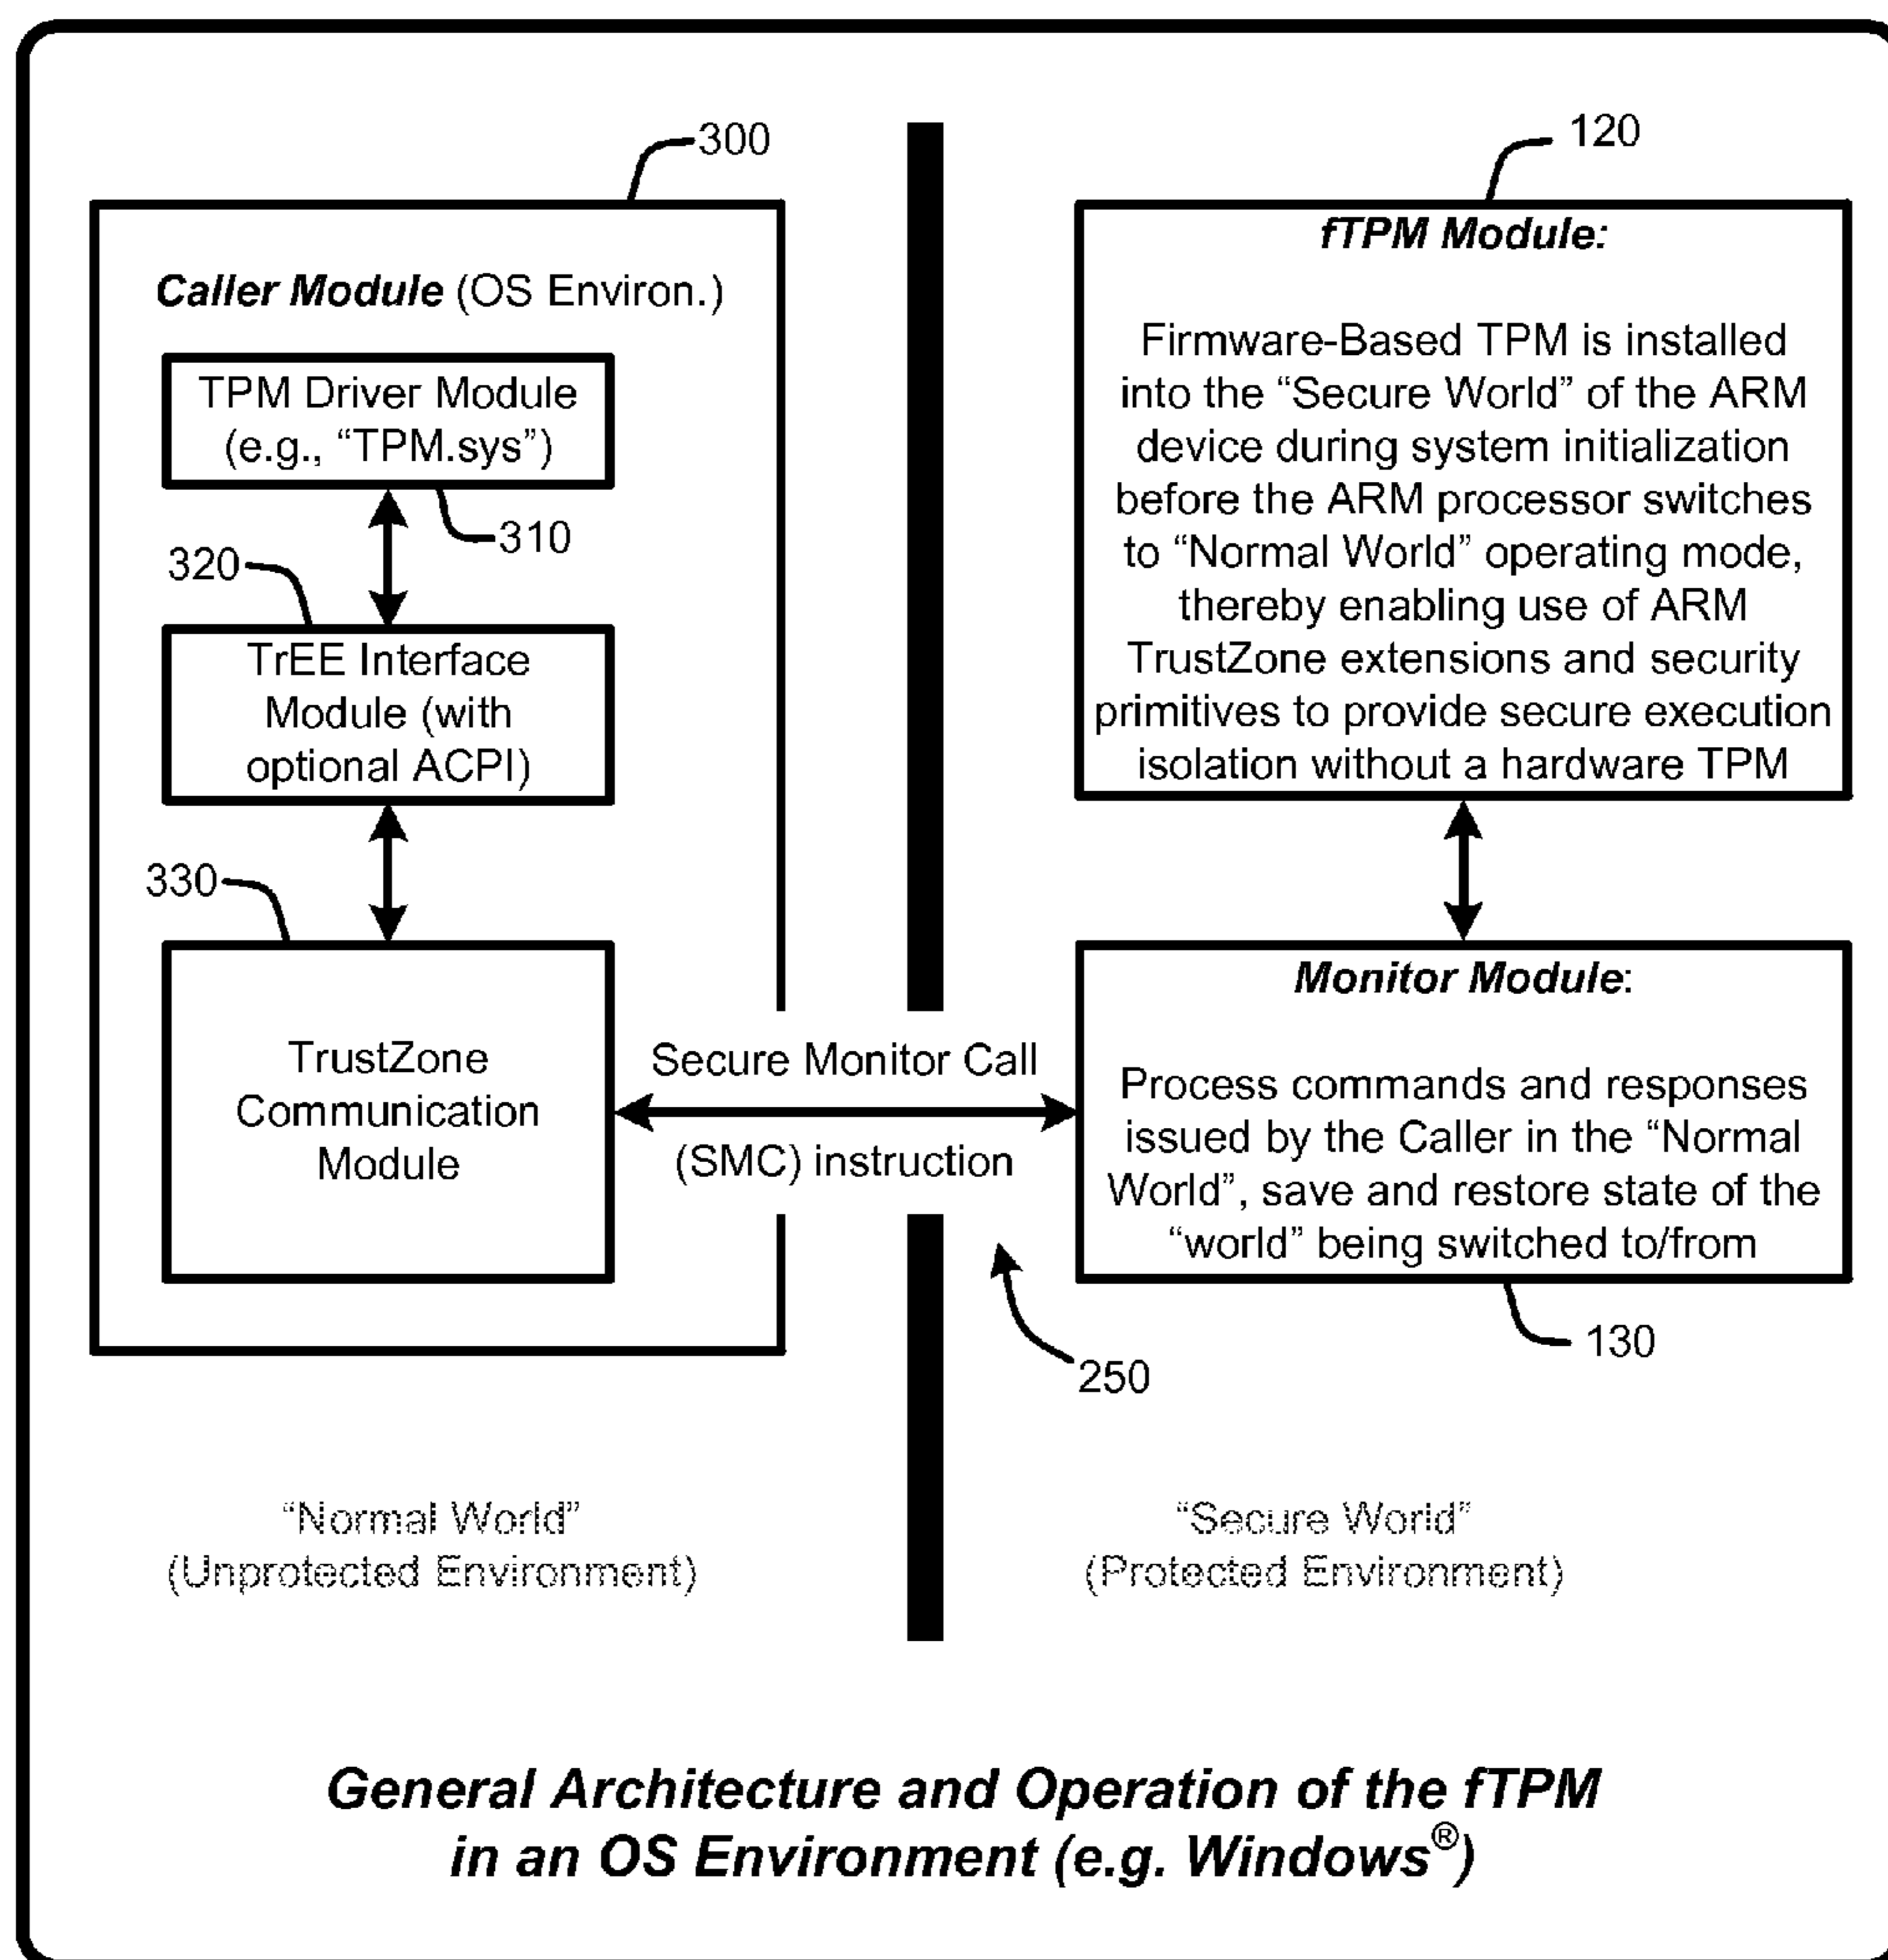 300
Caller Module (OS Environ.)
TPM Driver Module
(e.g., “TPM.sys”)
310
320
TrEE Interface
Module (with
optional ACPI)
330
TrustZone
Communication
Module
Secure Monitor Call
(SMC) instruction
250
“Normal World”
(Unprotected Environment)
120
fTPM Module:
Firmware-Based TPM is installed
into the “Secure World” of the ARM
device during system initialization
before the ARM processor switches
to “Normal World” operating mode,
thereby enabling use of ARM
TrustZone extensions and security
primitives to provide secure execution
isolation without a hardware TPM
Monitor Module:
Process commands and responses
issued by the Caller in the “Normal
World”, save and restore state of the
“world” being switched to/from
130
“Secure World”
(Protected Environment)
General Architecture and Operation of the fTPM
in an OS Environment (e.g. Windows®)